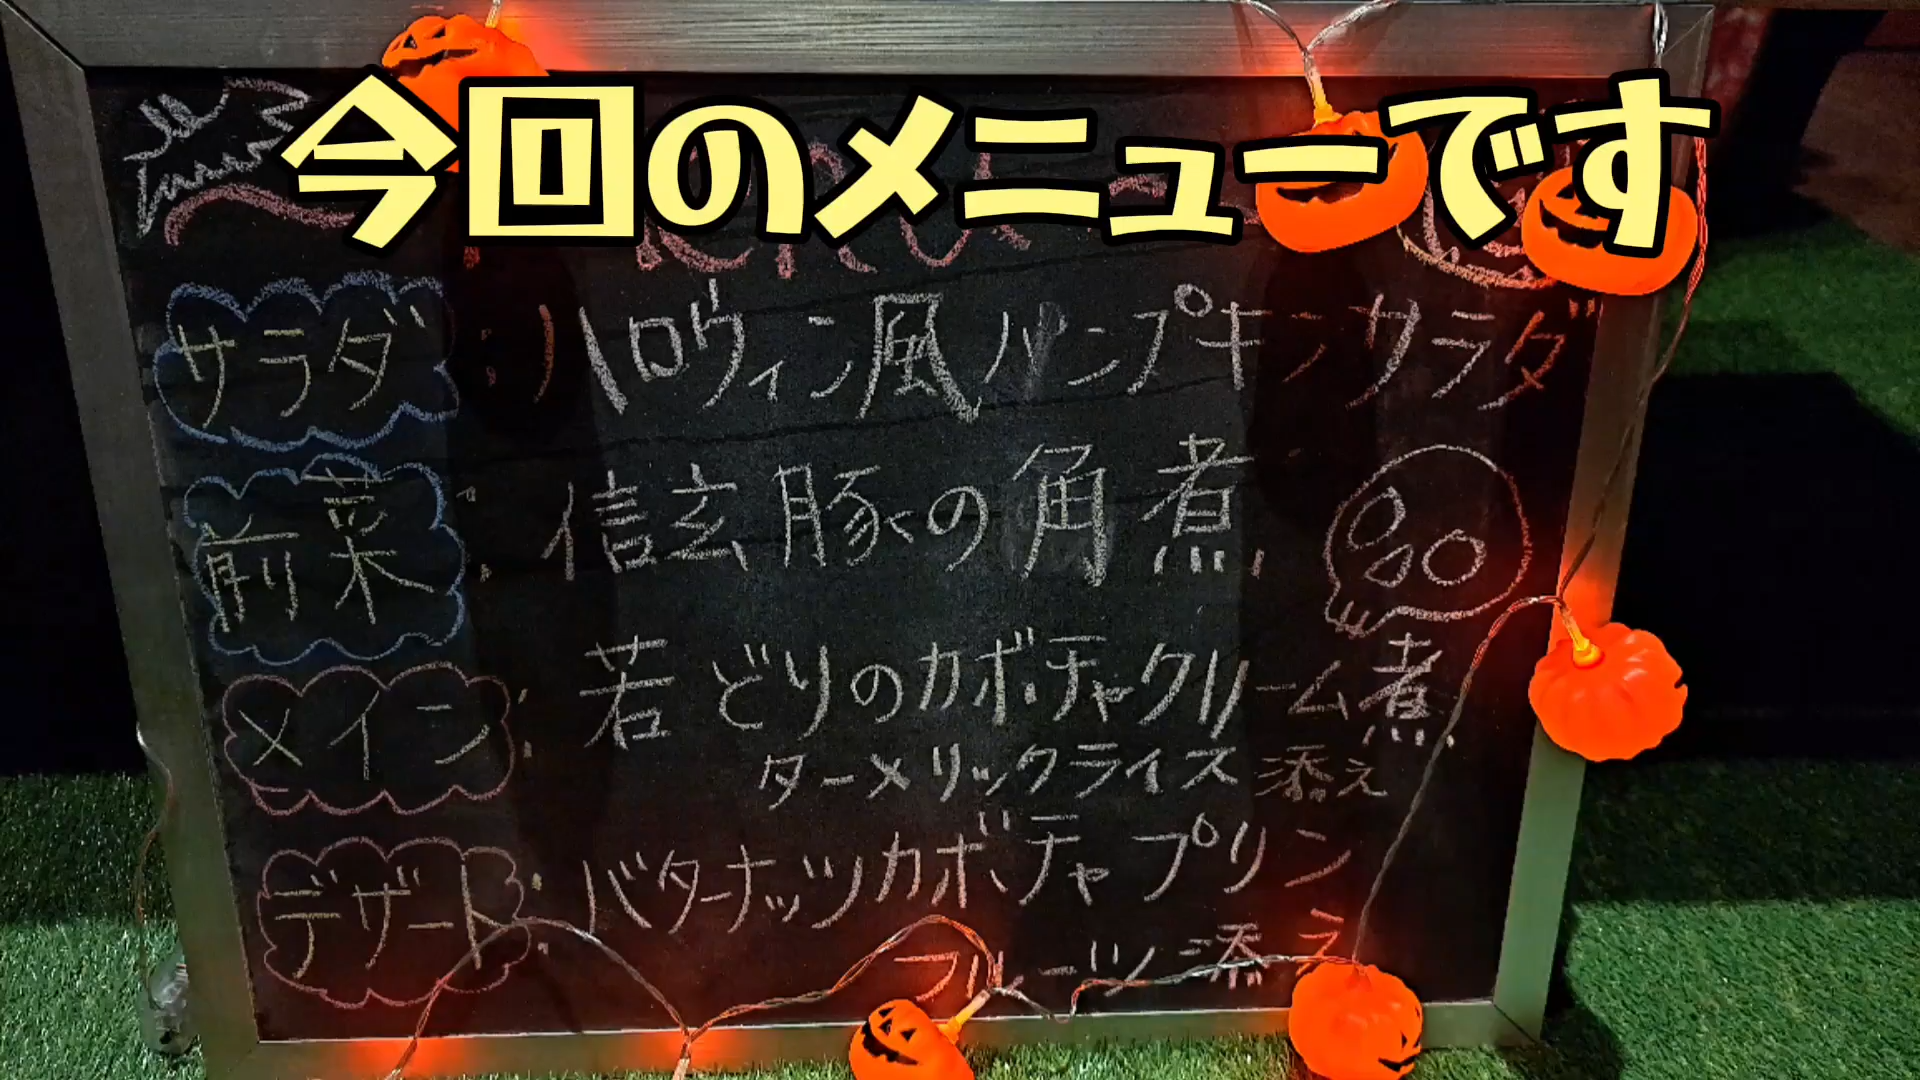 今回のメニューです
サラダ：ハロウィン風パンプキンサラダ
前菜：信玄豚の角煮
メイン：若どりのカボチャクリーム煮
ターメリックライス添え
デザート：バターナッツカボチャプリン
フルーツ添え